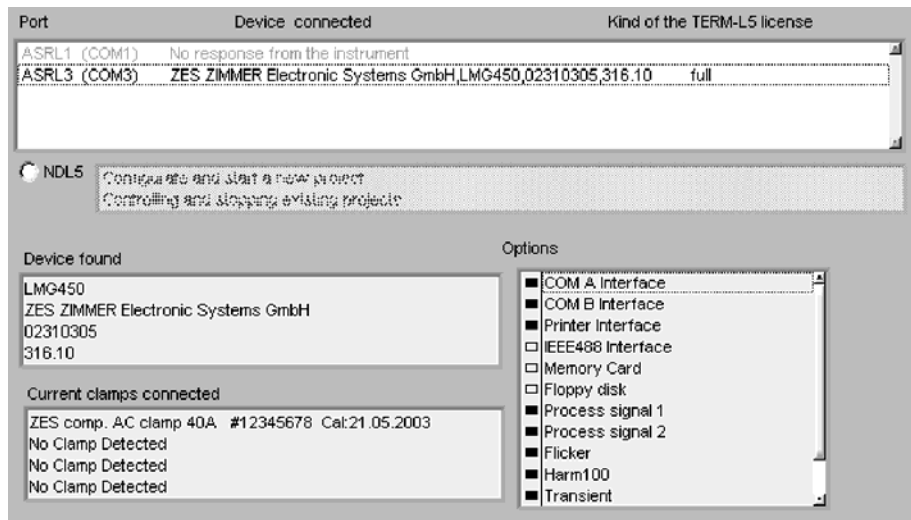 Port Device connected Kind of the TERM-L5 license
ASRL1 (COM1) No response from the instrument
ASRL3 (COM3) ZES ZIMMER Electronic Systems GmbH,LMG450,02310305,316.10 full
NDL5
Configurate and start a new project
Controlling and stopping existing projects
Device found
LMG450
ZES ZIMMER Electronic Systems GmbH
02310305
316.10
Current clamps connected
ZES comp. AC clamp 40A #12345678 Cal:21.05.2003
No Clamp Detected
No Clamp Detected
No Clamp Detected
Options
COM A Interface
COM B Interface
Printer Interface
IEEE488 Interface
Memory Card
Floppy disk
Process signal 1
Process signal 2
Flicker
Harm100
Transient